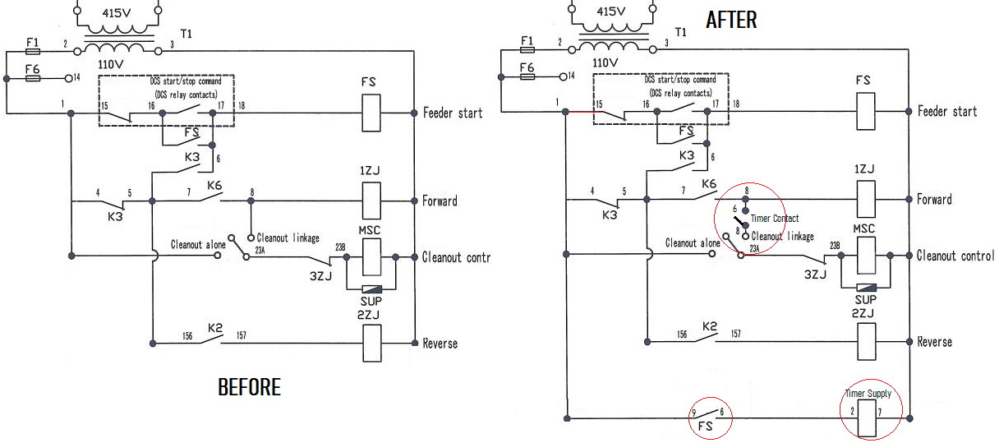 415V
T1
F1
2
3
110V
F6
14
DCS start/stop command
(DCS relay contacts)
FS
1
15
16
17
18
Feeder start
FS
K3
6
1ZJ
K6
4
5
7
8
Forward
K3
MSC
Cleanout alone
Cleanout linkage
23A
23B
Cleanout contr
3ZJ
SUP
2ZJ
K2
156
157
Reverse
BEFORE
AFTER
415V
T1
F1
2
3
110V
F6
14
DCS start/stop command
(DCS relay contacts)
FS
1
15
16
17
18
Feeder start
FS
K3
6
1ZJ
K6
4
5
7
8
Forward
K3
6
Timer Contact
8
MSC
Cleanout alone
Cleanout linkage
23A
23B
Cleanout control
3ZJ
SUP
2ZJ
K2
156
157
Reverse
Timer Supply
9
6
2
7
FS